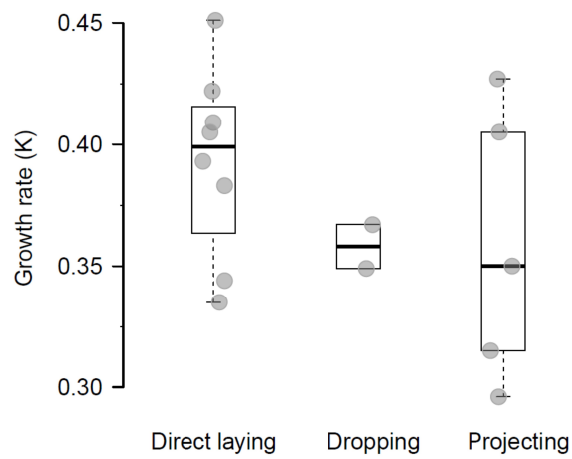 Growth rate (K)
0.45
0.40
0.35
0.30
Direct laying
Dropping
Projecting